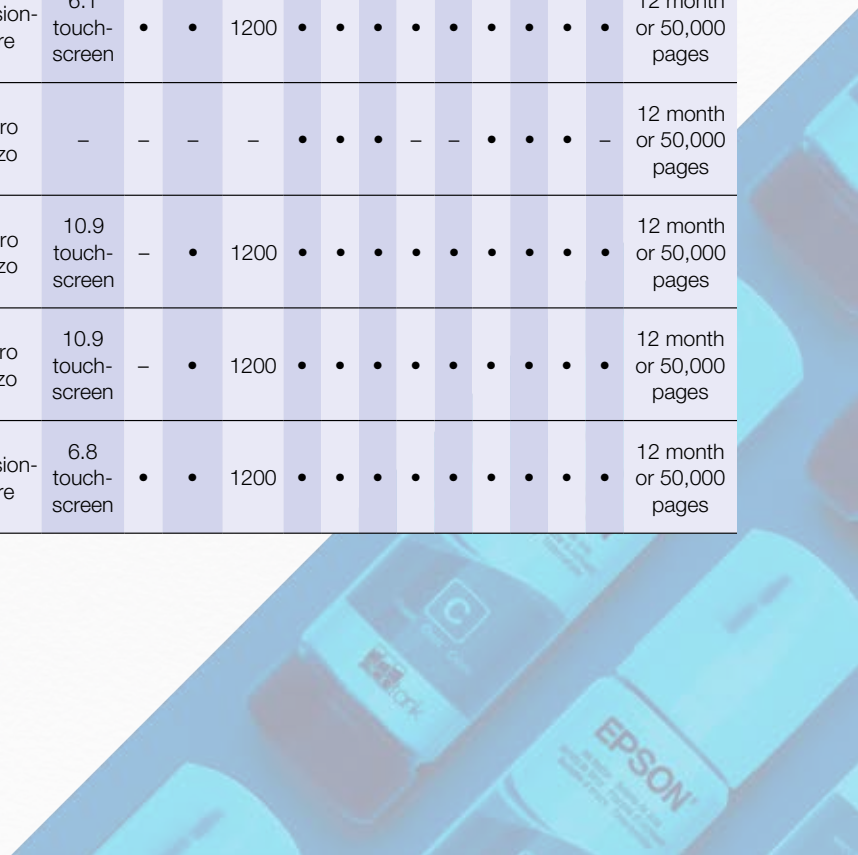 sion- 6.1 touch- screen • • 1200 • • • • • • • • • 12 month or 50,000 pages
re
ro – – – – • • • – – • • • – 12 month or 50,000 pages
zo
ro 10.9 touch- screen – • 1200 • • • • • • • • • 12 month or 50,000 pages
zo
ro 10.9 touch- screen – • 1200 • • • • • • • • • 12 month or 50,000 pages
zo
sion- 6.8 touch- screen • • 1200 • • • • • • • • • 12 month or 50,000 pages
re
C
EPSON